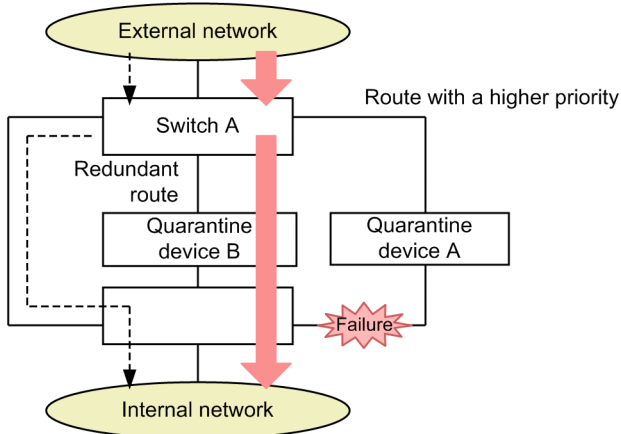 External network
Route with a higher priority
Switch A
Redundant
route
Quarantine
device B
Quarantine
device A
Failure
Internal network